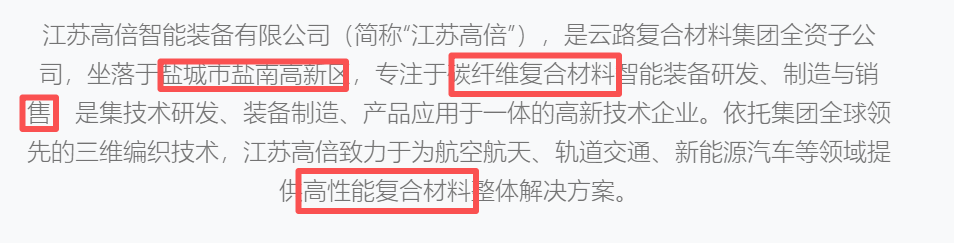 江苏高倍智能装备有限公司（简称“江苏高倍”），是云路复合材料集团全资子公
司，坐落于盐城市盐南高新区，专注于碳纤维复合材料智能装备研发、制造与销
售，是集技术研发、装备制造、产品应用于一体的高新技术企业。依托集团全球领
先的三维编织技术，江苏高倍致力于为航空航天、轨道交通、新能源汽车等领域提
供高性能复合材料整体解决方案。